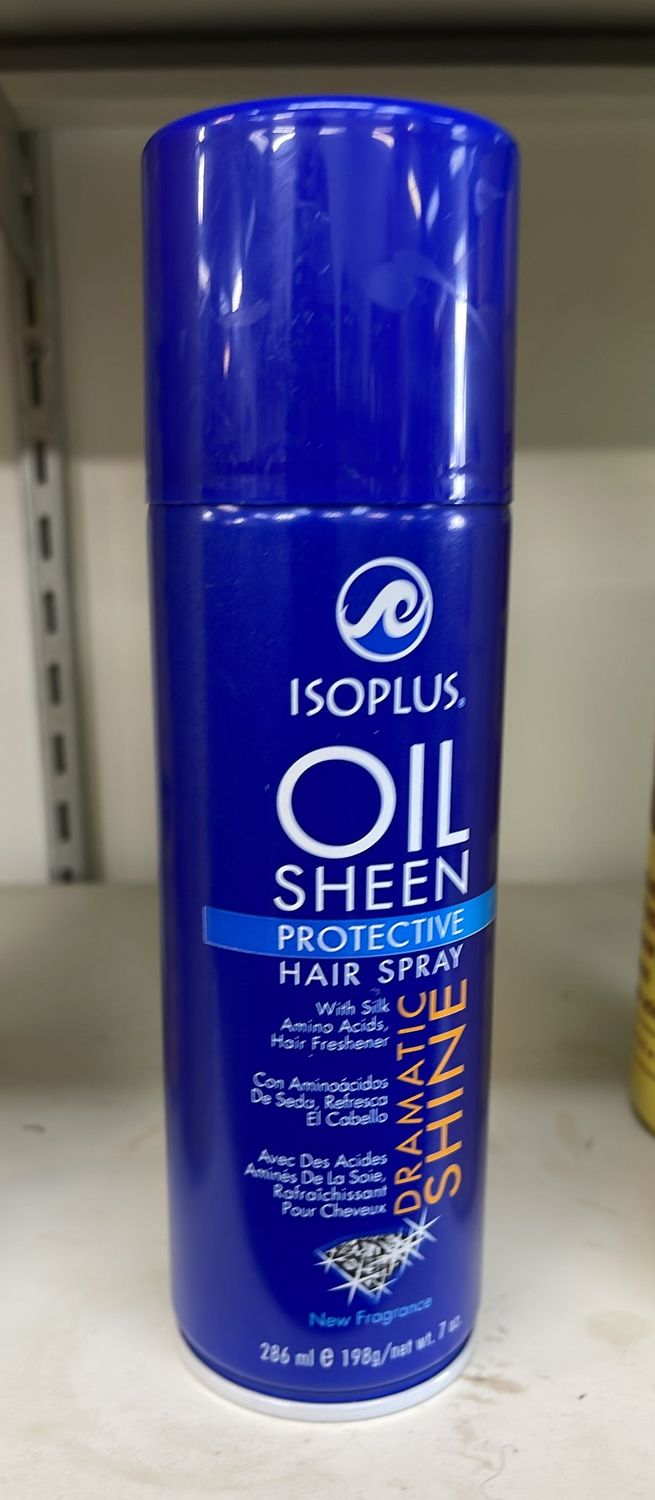 ISOPLUS®
OIL
SHEEN
PROTECTIVE
HAIR SPRAY
With Silk
Amino Acids,
Hair Freshener
Con Aminoácidos
De Seda, Refresca
El Cabello
Avec Des Acides
Aminés De La Soie,
Rafraîchissant
Pour Cheveux
DRAMATIC
SHINE
New Fragrance
286 ml e 198g/net wt. 7 oz.